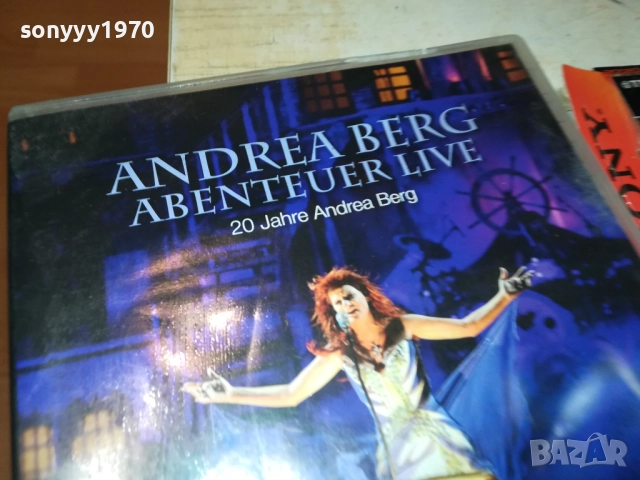 sonyyy1970
ANDREA BERG
ABENTEUER LIVE
20 Jahre Andrea Berg
BAZAR